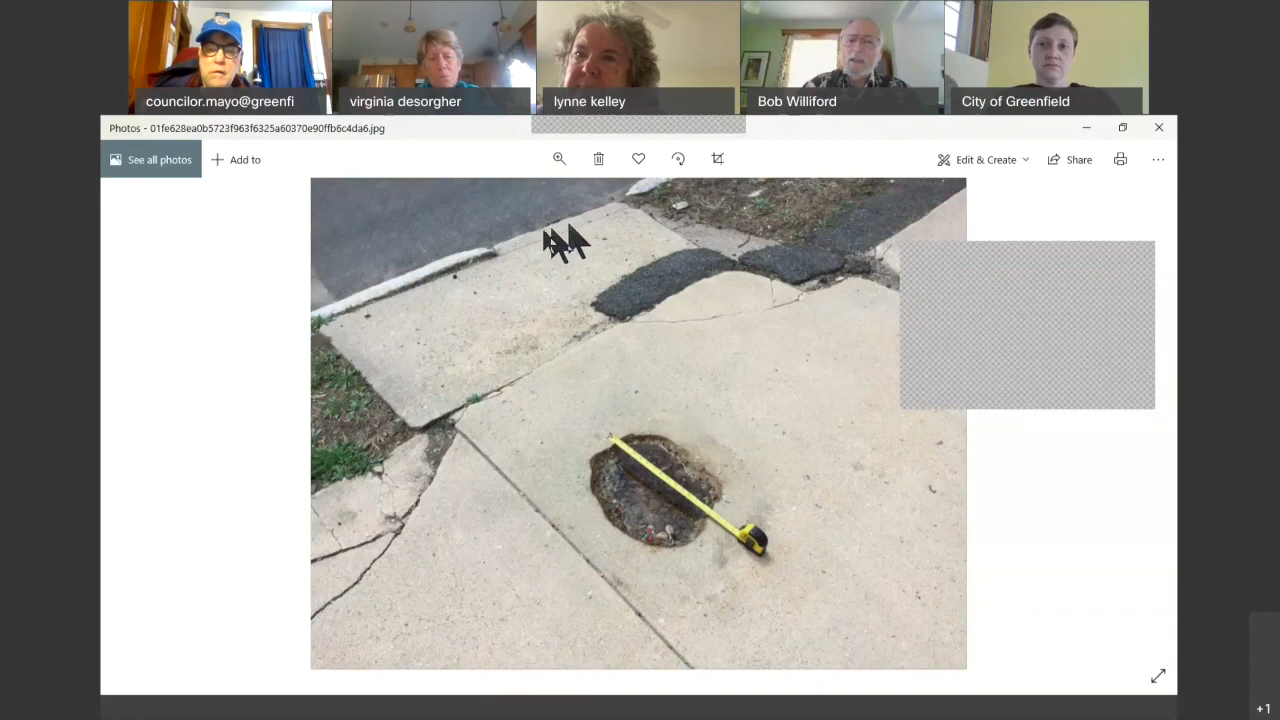 councilor.mayo@greenfi
virginia desorgher
lynne kelley
Bob Williford
City of Greenfield
Photos - 01fe628ea0b5723f963f6325a60370e90ffb6c4da6.jpg
See all photos
Add to
Edit & Create
Share
+1